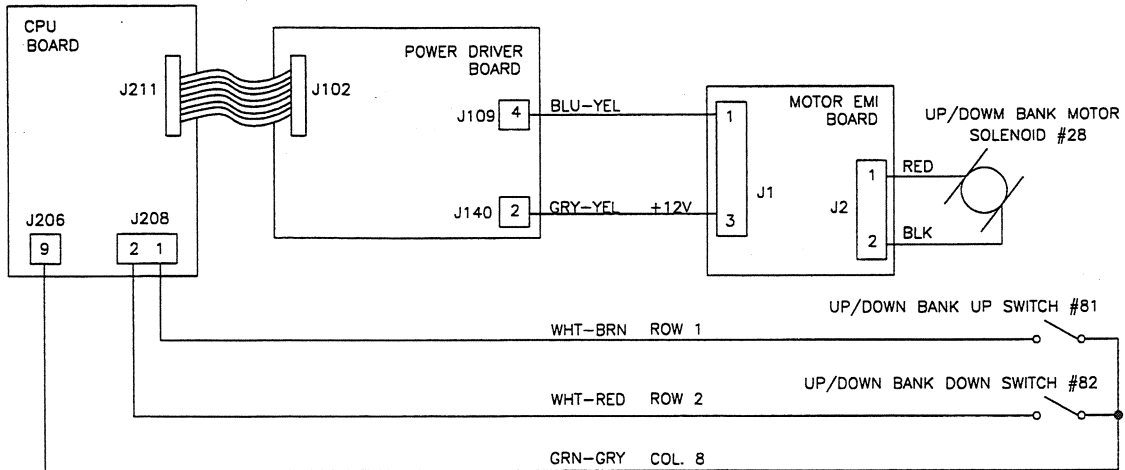 CPU
BOARD
POWER DRIVER
BOARD
J211
J102
J109
4
BLU-YEL
MOTOR EMI
BOARD
1
UP/DOWM BANK MOTOR
SOLENOID #28
J1
J2
1
RED
J206
J208
J140
2
GRY-YEL +12V
3
2
BLK
9
2 1
UP/DOWN BANK UP SWITCH #81
WHT-BRN ROW 1
UP/DOWN BANK DOWN SWITCH #82
WHT-RED ROW 2
GRN-GRY COL. 8